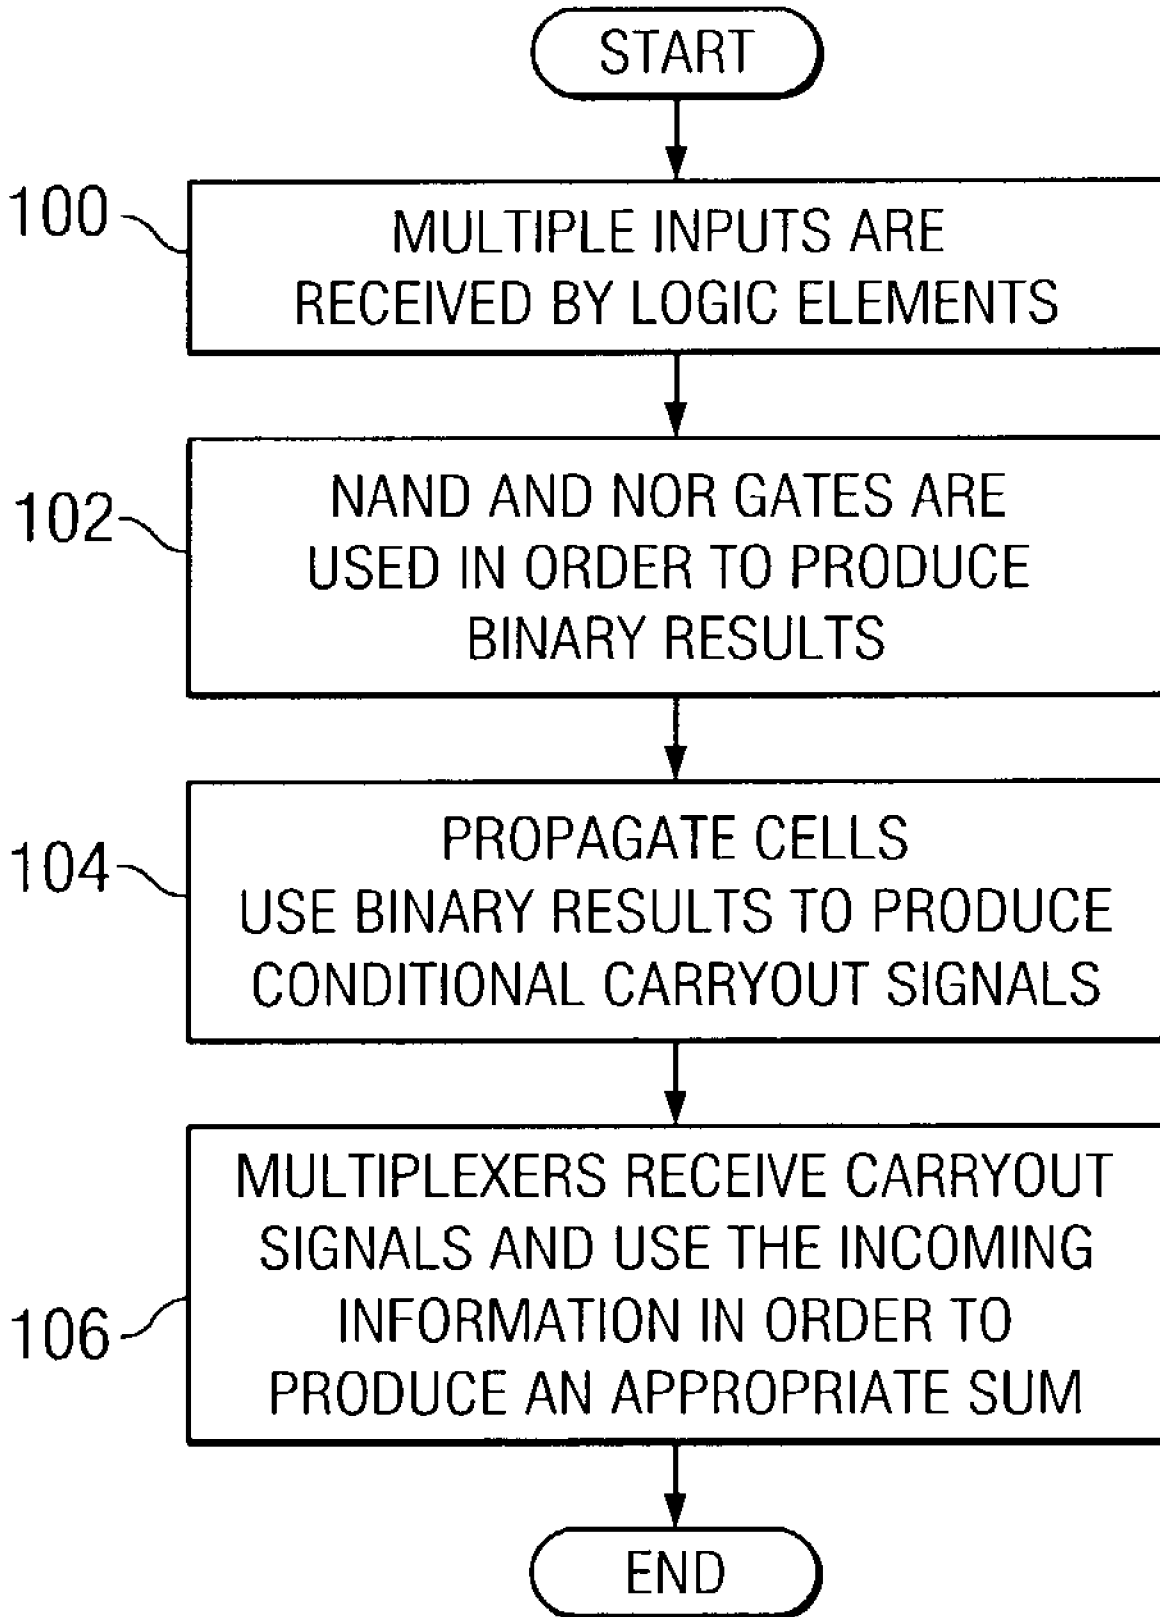 START
100
MULTIPLE INPUTS ARE
RECEIVED BY LOGIC ELEMENTS
102
NAND AND NOR GATES ARE
USED IN ORDER TO PRODUCE
BINARY RESULTS
104
PROPAGATE CELLS
USE BINARY RESULTS TO PRODUCE
CONDITIONAL CARRYOUT SIGNALS
106
MULTIPLEXERS RECEIVE CARRYOUT
SIGNALS AND USE THE INCOMING
INFORMATION IN ORDER TO
PRODUCE AN APPROPRIATE SUM
END